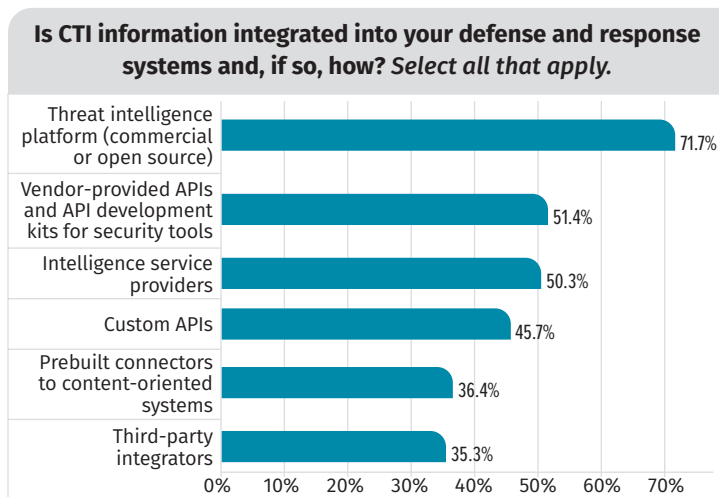 Is CTI information integrated into your defense and response
systems and, if so, how? Select all that apply.
Threat intelligence
platform (commercial
or open source)
71.7%
Vendor-provided APIs
and API development
kits for security tools
51.4%
Intelligence service
providers
50.3%
Custom APIs
45.7%
Prebuilt connectors
to content-oriented
systems
36.4%
Third-party
integrators
35.3%
0% 10% 20% 30% 40% 50% 60% 70%